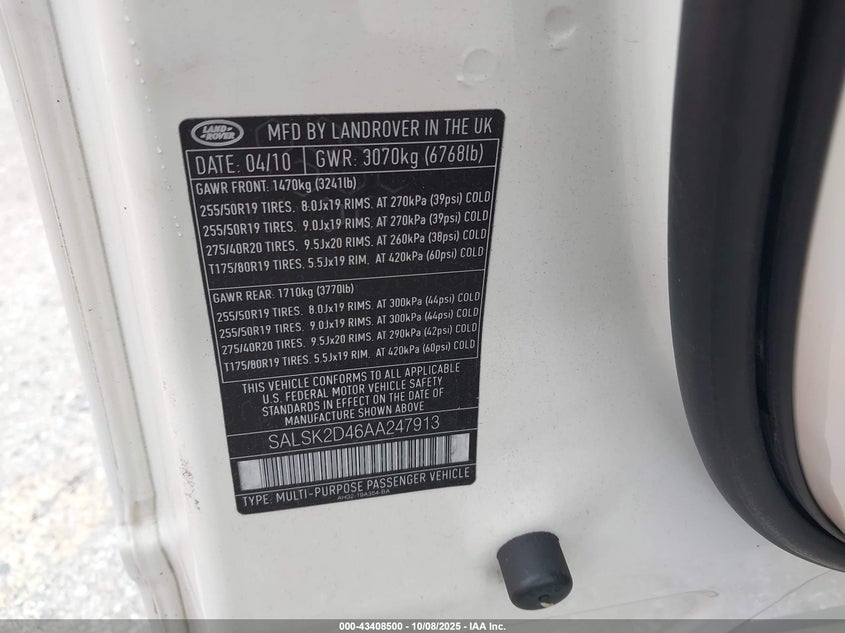 LAND ROVER
MFD BY LANDROVER IN THE UK
DATE: 04/10 GWR: 3070kg (6768lb)
GAWR FRONT: 1470kg (3241lb)
255/50R19 TIRES. 8.0Jx19 RIMS. AT 270kPa (39psi) COLD
255/50R19 TIRES. 9.0Jx19 RIMS. AT 270kPa (39psi) COLD
275/40R20 TIRES. 9.5Jx20 RIMS. AT 260kPa (38psi) COLD
T175/80R19 TIRES. 5.5Jx19 RIM. AT 420kPa (60psi) COLD
GAWR REAR: 1710kg (3770lb)
255/50R19 TIRES. 8.0Jx19 RIMS. AT 300kPa (44psi) COLD
255/50R19 TIRES. 9.0Jx19 RIMS. AT 300kPa (44psi) COLD
275/40R20 TIRES. 9.5Jx20 RIMS. AT 290kPa (42psi) COLD
T175/80R19 TIRES. 5.5Jx19 RIM. AT 420kPa (60psi) COLD
THIS VEHICLE CONFORMS TO ALL APPLICABLE
U.S. FEDERAL MOTOR VEHICLE SAFETY
STANDARDS IN EFFECT ON THE DATE OF
MANUFACTURE SHOWN ABOVE
SALSK2D46AA247913
TYPE: MULTI-PURPOSE PASSENGER VEHICLE
AH32-19A354-BA
000-43408500 - 10/08/2025 - IAA Inc.